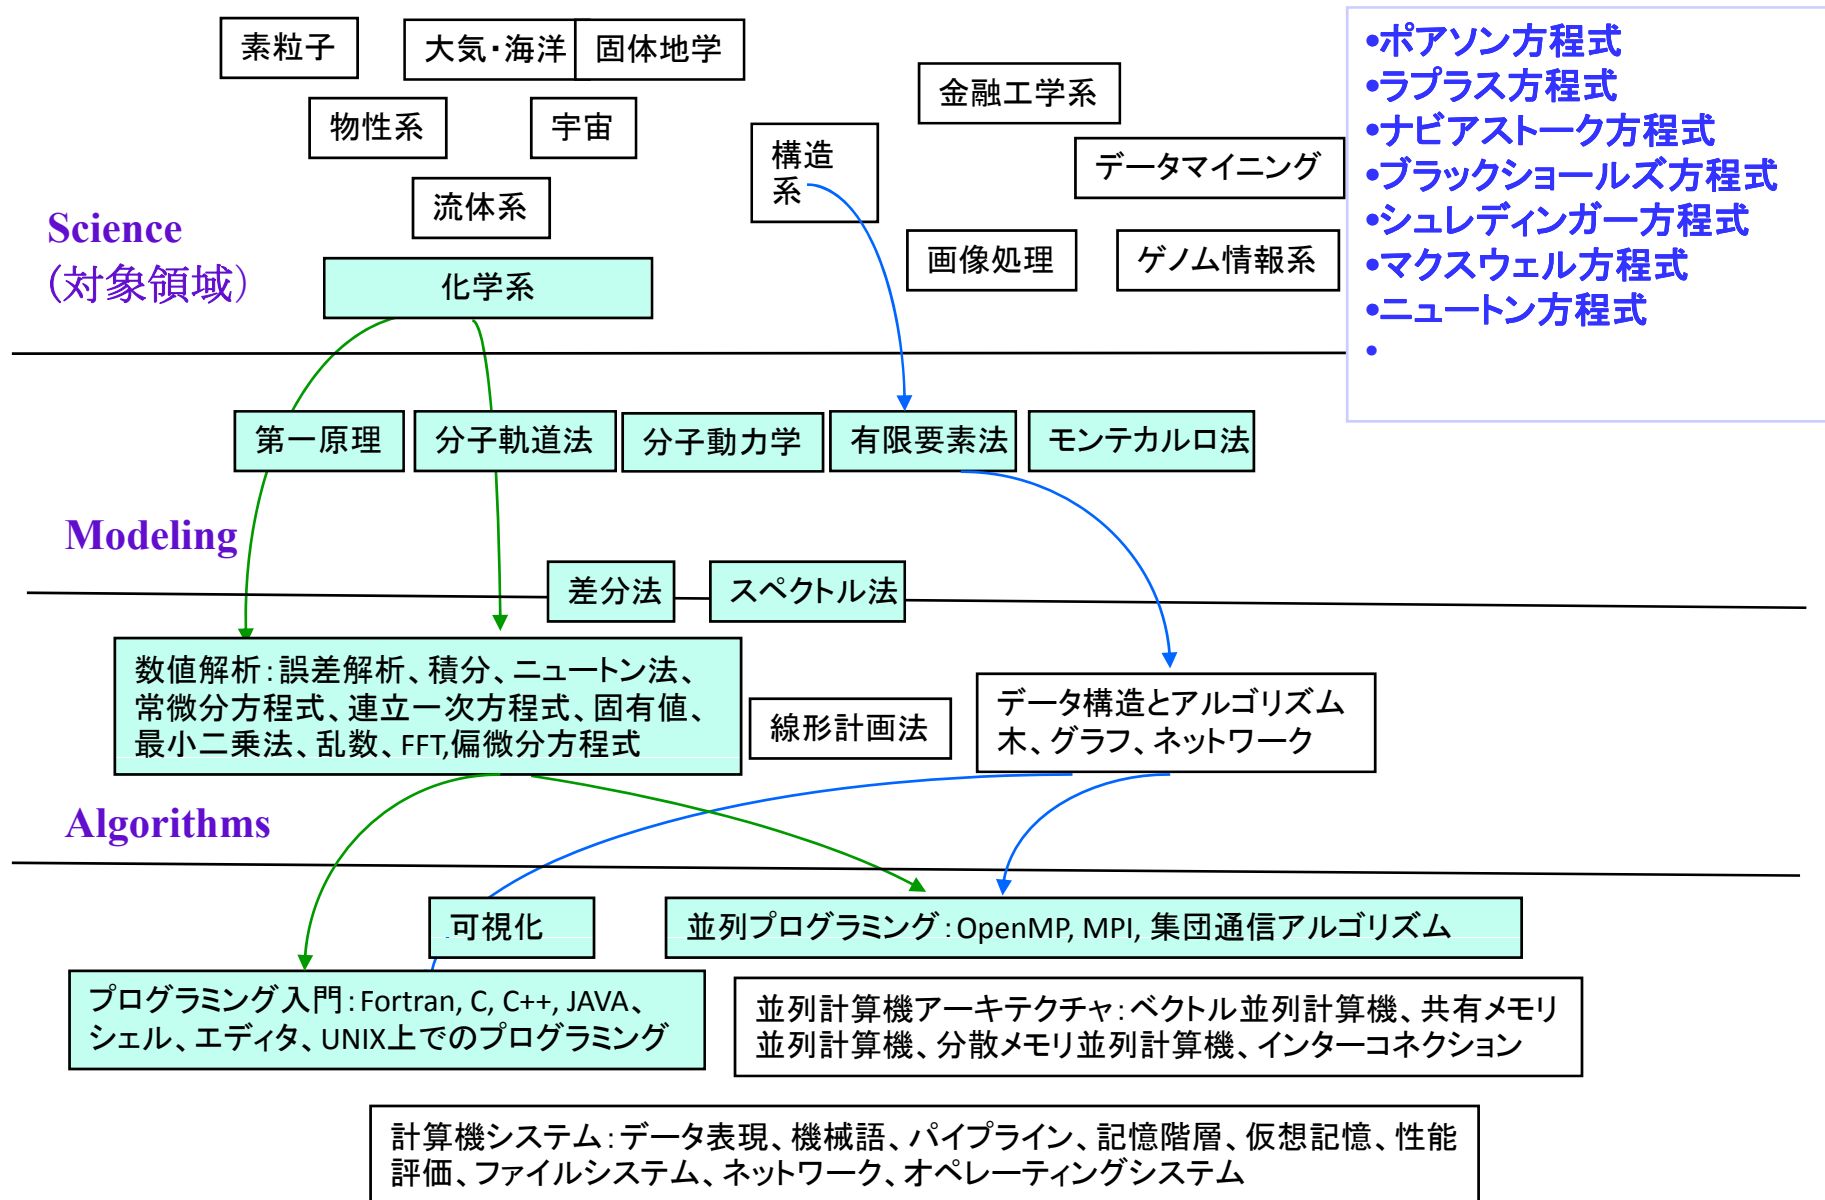 素粒子
大気・海洋
固体地学
物性系
宇宙
流体系
化学系
構造
系
金融工学系
データマイニング
画像処理
ゲノム情報系
•ポアソン方程式
•ラプラス方程式
•ナビアストーク方程式
•ブラックショールズ方程式
•シュレディンガー方程式
•マクスウェル方程式
•ニュートン方程式
•
Science
(対象領域)
第一原理
分子軌道法
分子動力学
有限要素法
モンテカルロ法
Modeling
差分法
スペクトル法
数値解析：誤差解析、積分、ニュートン法、
常微分方程式、連立一次方程式、固有値、
最小二乗法、乱数、FFT,偏微分方程式
線形計画法
データ構造とアルゴリズム
木、グラフ、ネットワーク
Algorithms
可視化
並列プログラミング：OpenMP, MPI, 集団通信アルゴリズム
プログラミング入門：Fortran, C, C++, JAVA、
シェル、エディタ、UNIX上でのプログラミング
並列計算機アーキテクチャ：ベクトル並列計算機、共有メモリ
並列計算機、分散メモリ並列計算機、インターコネクション
計算機システム：データ表現、機械語、パイプライン、記憶階層、仮想記憶、性能
評価、ファイルシステム、ネットワーク、オペレーティングシステム